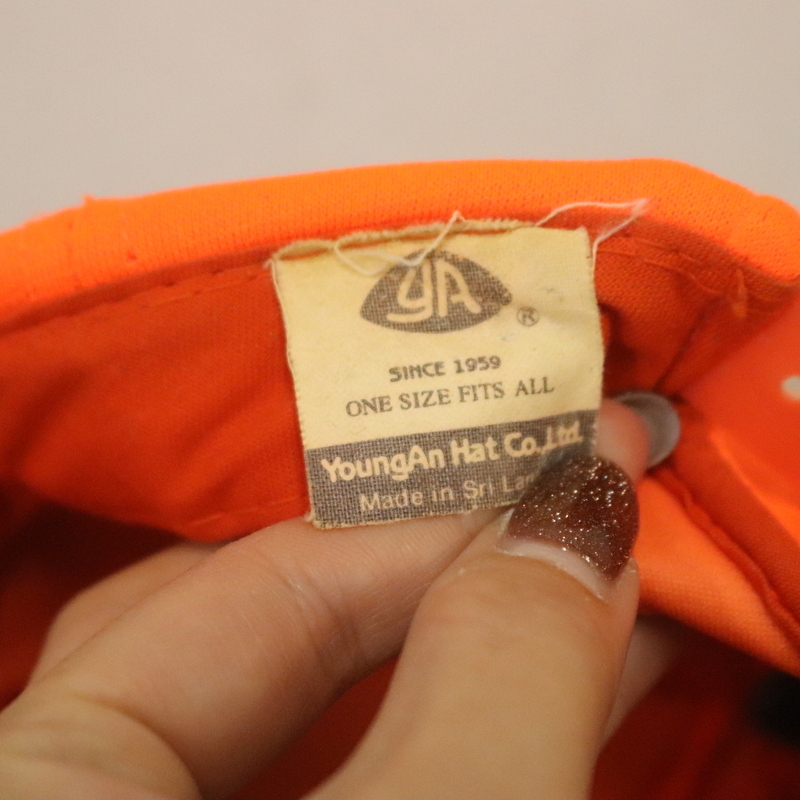 YA ®
SINCE 1959
ONE SIZE FITS ALL
YoungAn Hat Co.,Ltd.
Made in Sri